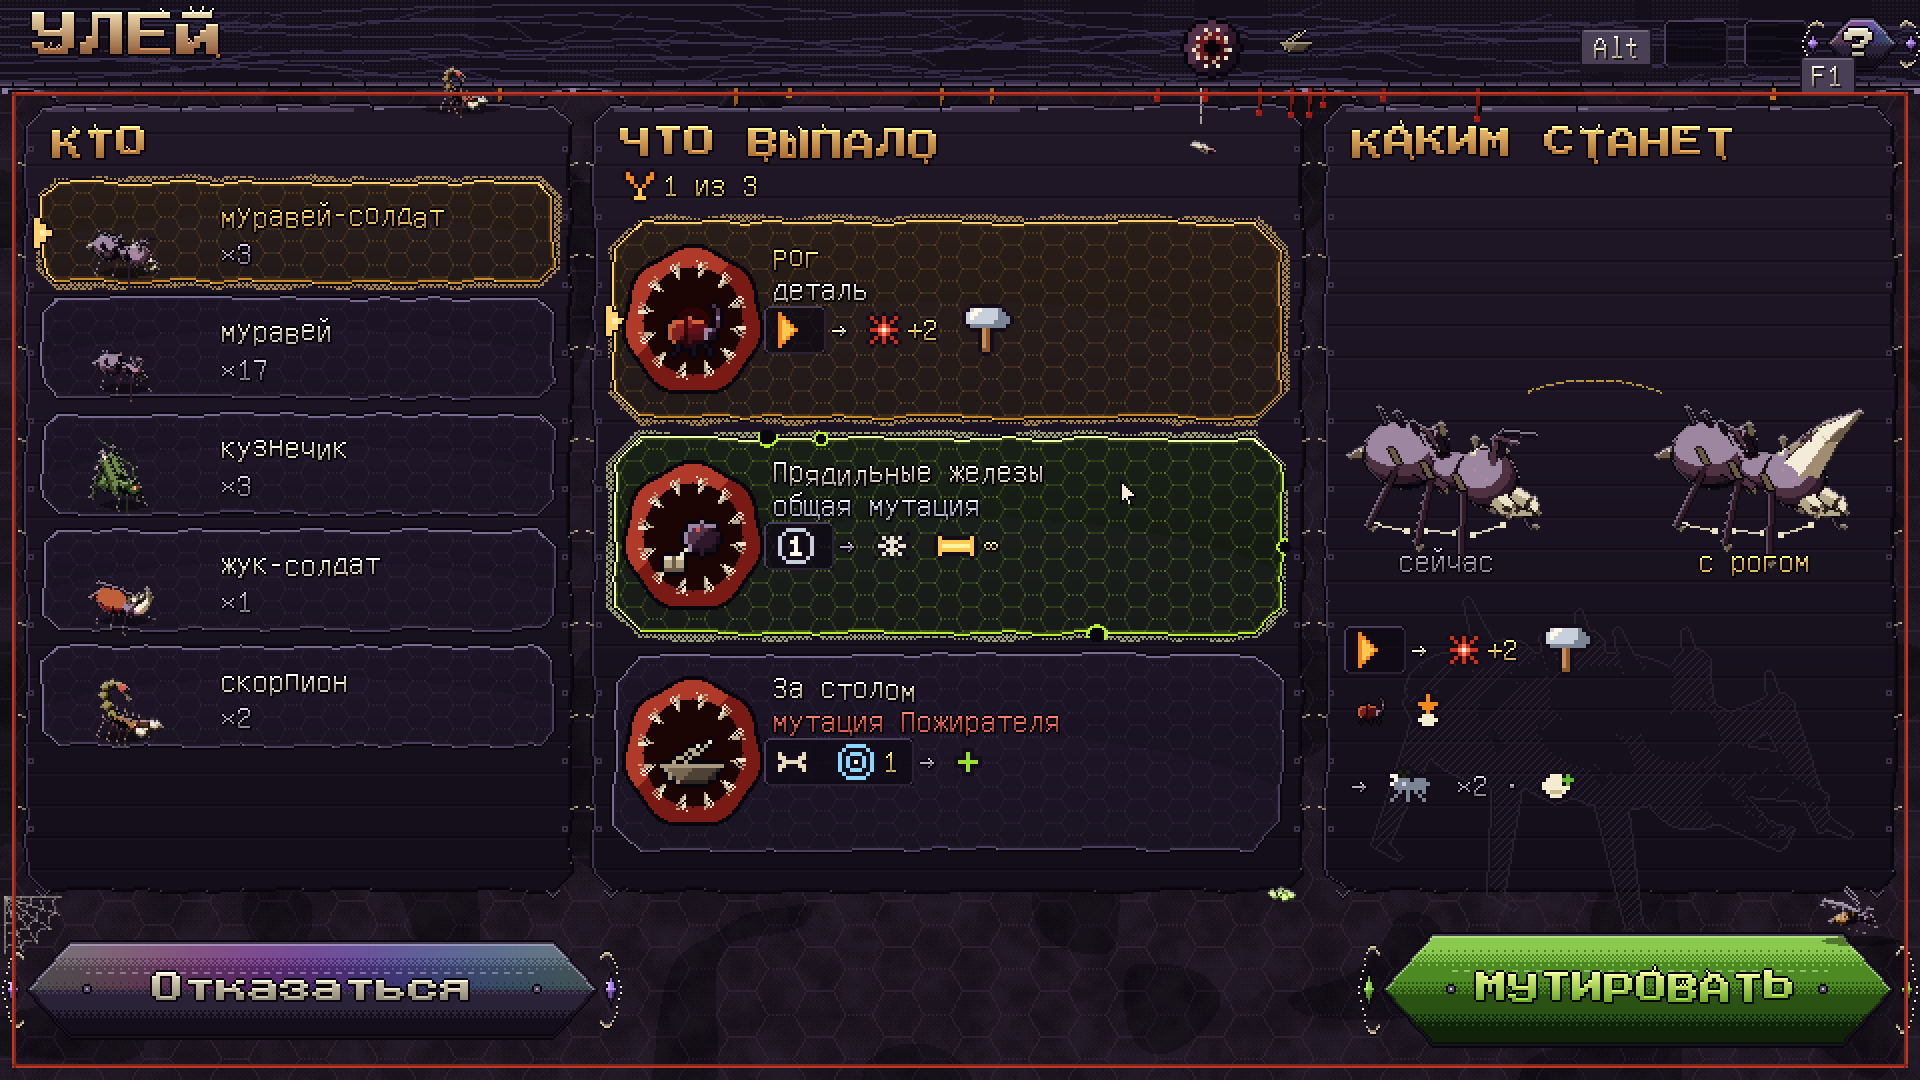 УЛЕЙ
Alt
?
F1
КТО
муравей-солдат
×3
муравей
×17
кузнечик
×3
жук-солдат
×1
скорпион
×2
ЧТО ВЫПАЛО
1 из 3
рог
деталь
→ +2
Прядильные железы
общая мутация
1 → ∞
За столом
мутация Пожирателя
1 → +
КАКИМ СТАНЕТ
сейчас
с рогом
→ +2
→ ×2 ·
Отказаться
МУТИРОВАТЬ